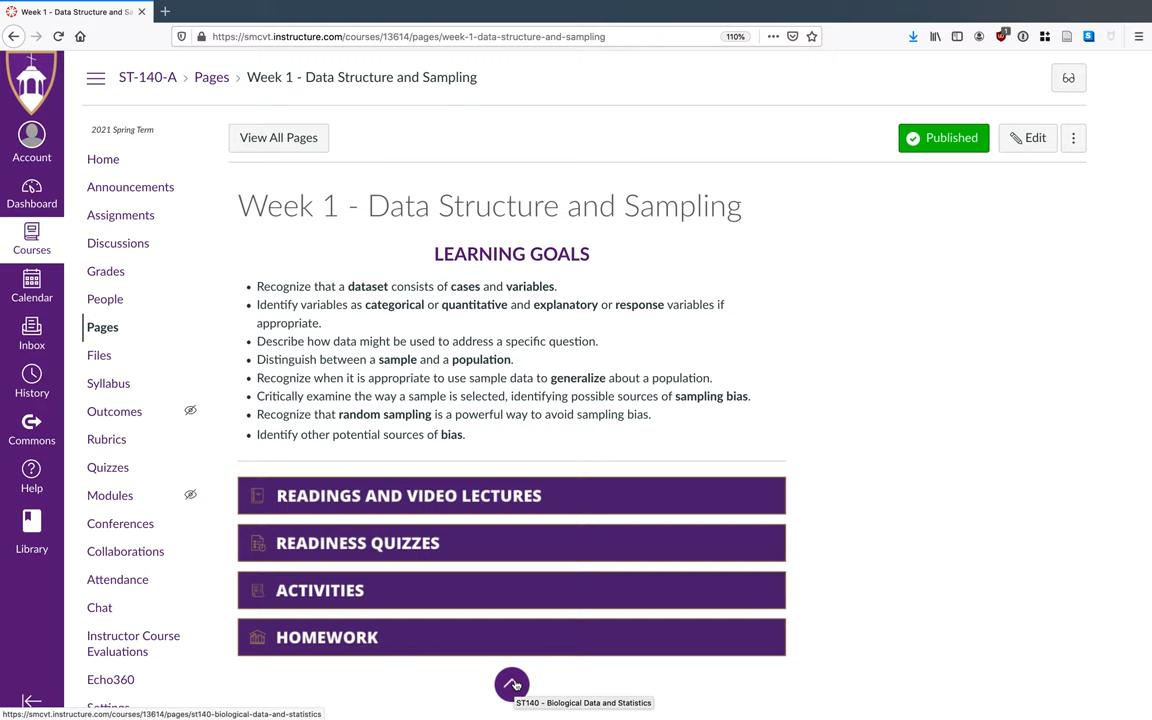 Week 1 - Data Structure and Sa
https://smcvt.instructure.com/courses/13614/pages/week-1-data-structure-and-sampling
110%
1
ST-140-A > Pages > Week 1 - Data Structure and Sampling
Account
Dashboard
Courses
Calendar
Inbox
History
Commons
Help
Library
2021 Spring Term
Home
Announcements
Assignments
Discussions
Grades
People
Pages
Files
Syllabus
Outcomes
Rubrics
Quizzes
Modules
Conferences
Collaborations
Attendance
Chat
Instructor Course
Evaluations
Echo360
Settings
View All Pages
Published
Edit
Week 1 - Data Structure and Sampling
LEARNING GOALS
• Recognize that a dataset consists of cases and variables.
• Identify variables as categorical or quantitative and explanatory or response variables if
appropriate.
• Describe how data might be used to address a specific question.
• Distinguish between a sample and a population.
• Recognize when it is appropriate to use sample data to generalize about a population.
• Critically examine the way a sample is selected, identifying possible sources of sampling bias.
• Recognize that random sampling is a powerful way to avoid sampling bias.
• Identify other potential sources of bias.
READINGS AND VIDEO LECTURES
READINESS QUIZZES
ACTIVITIES
HOMEWORK
ST140 - Biological Data and Statistics
https://smcvt.instructure.com/courses/13614/pages/st140-biological-data-and-statistics